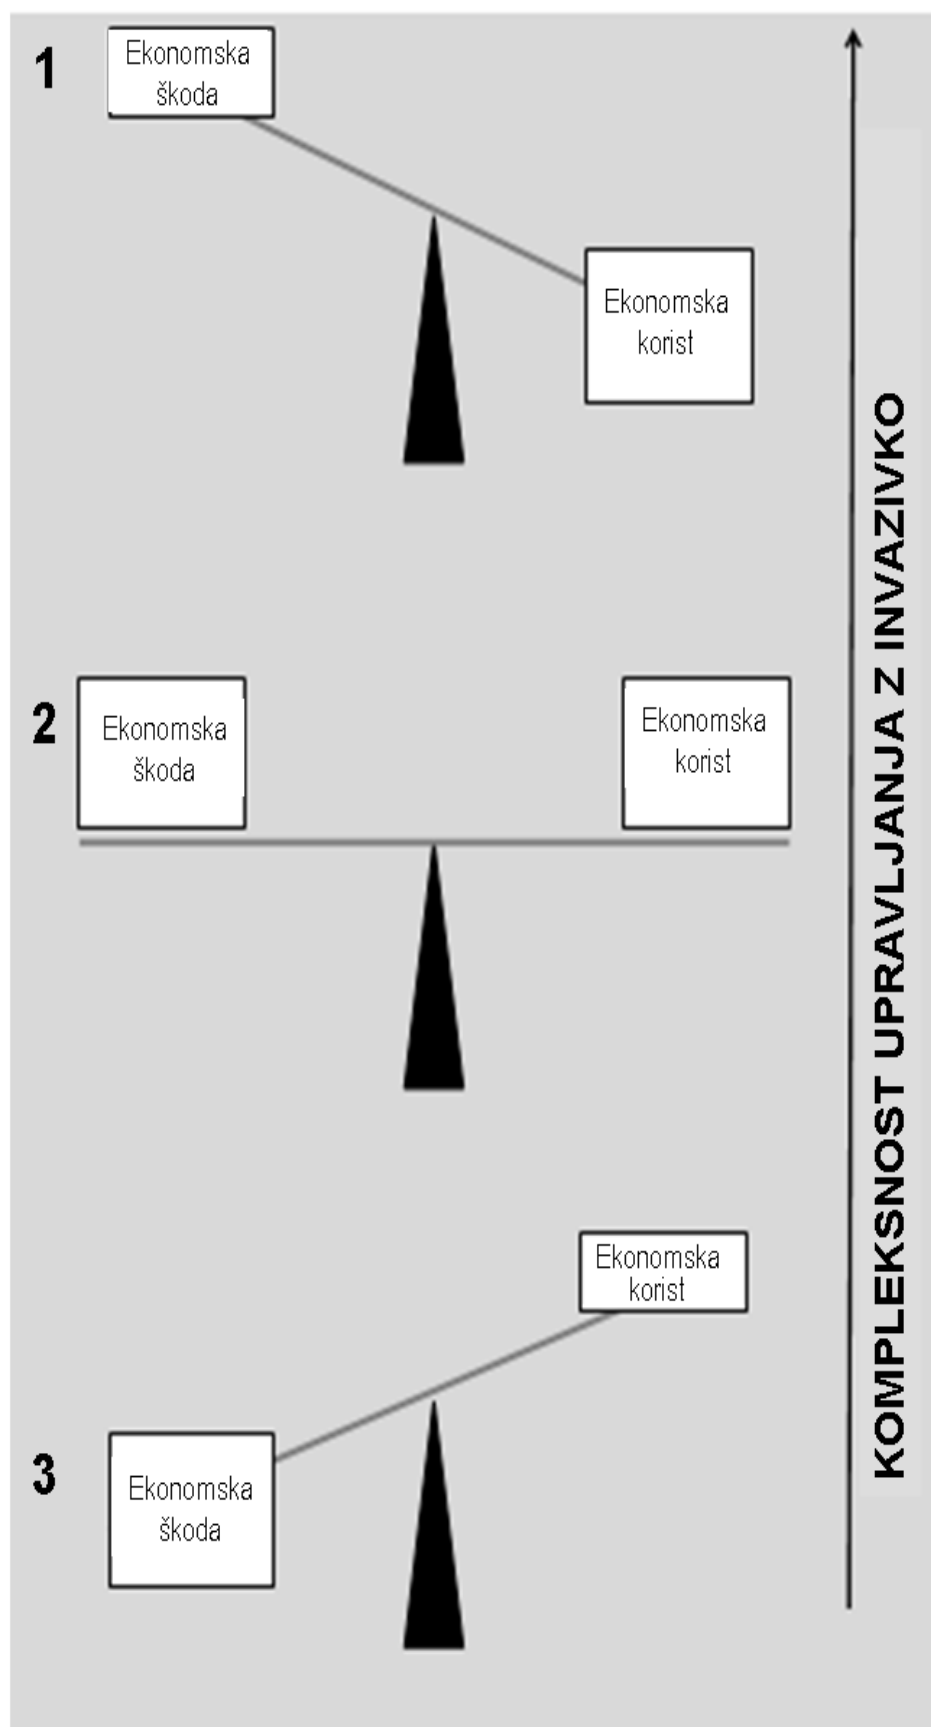 1
Ekonomska
škoda
Ekonomska
korist
2
Ekonomska
škoda
Ekonomska
korist
3
Ekonomska
korist
Ekonomska
škoda
KOMPLEKSNOST UPRAVLJANJA Z INVAZIVKO